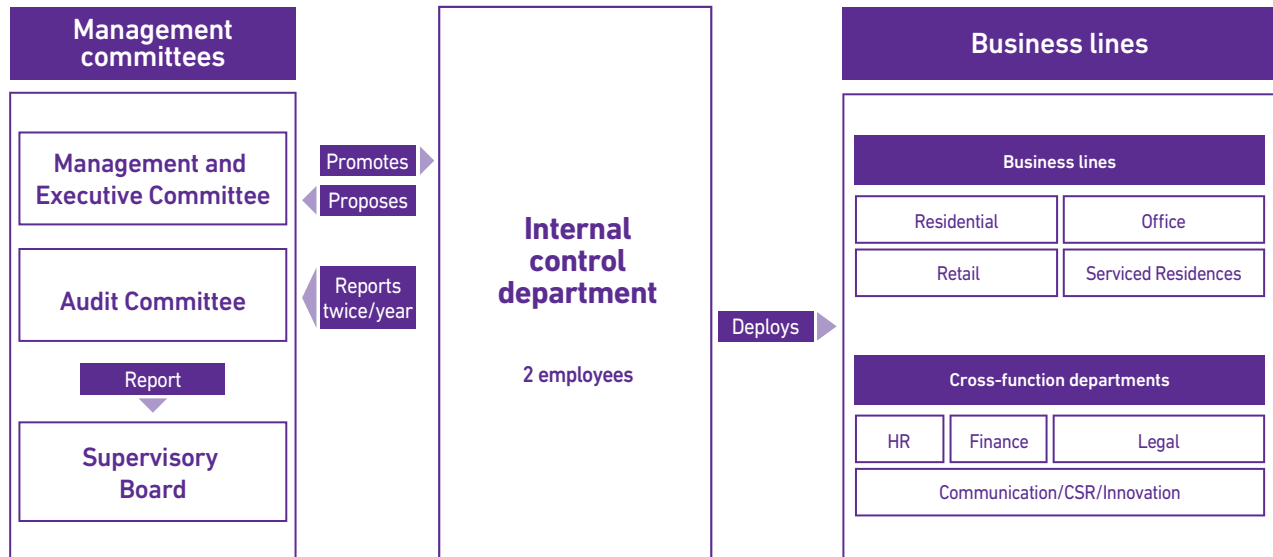 Management
committees
Management and
Executive Committee
Audit Committee
Report
Supervisory
Board
Promotes
Proposes
Reports
twice/year
Internal
control
department
2 employees
Deploys
Business lines
Business lines
Residential
Office
Retail
Serviced Residences
Cross-function departments
HR
Finance
Legal
Communication/CSR/Innovation